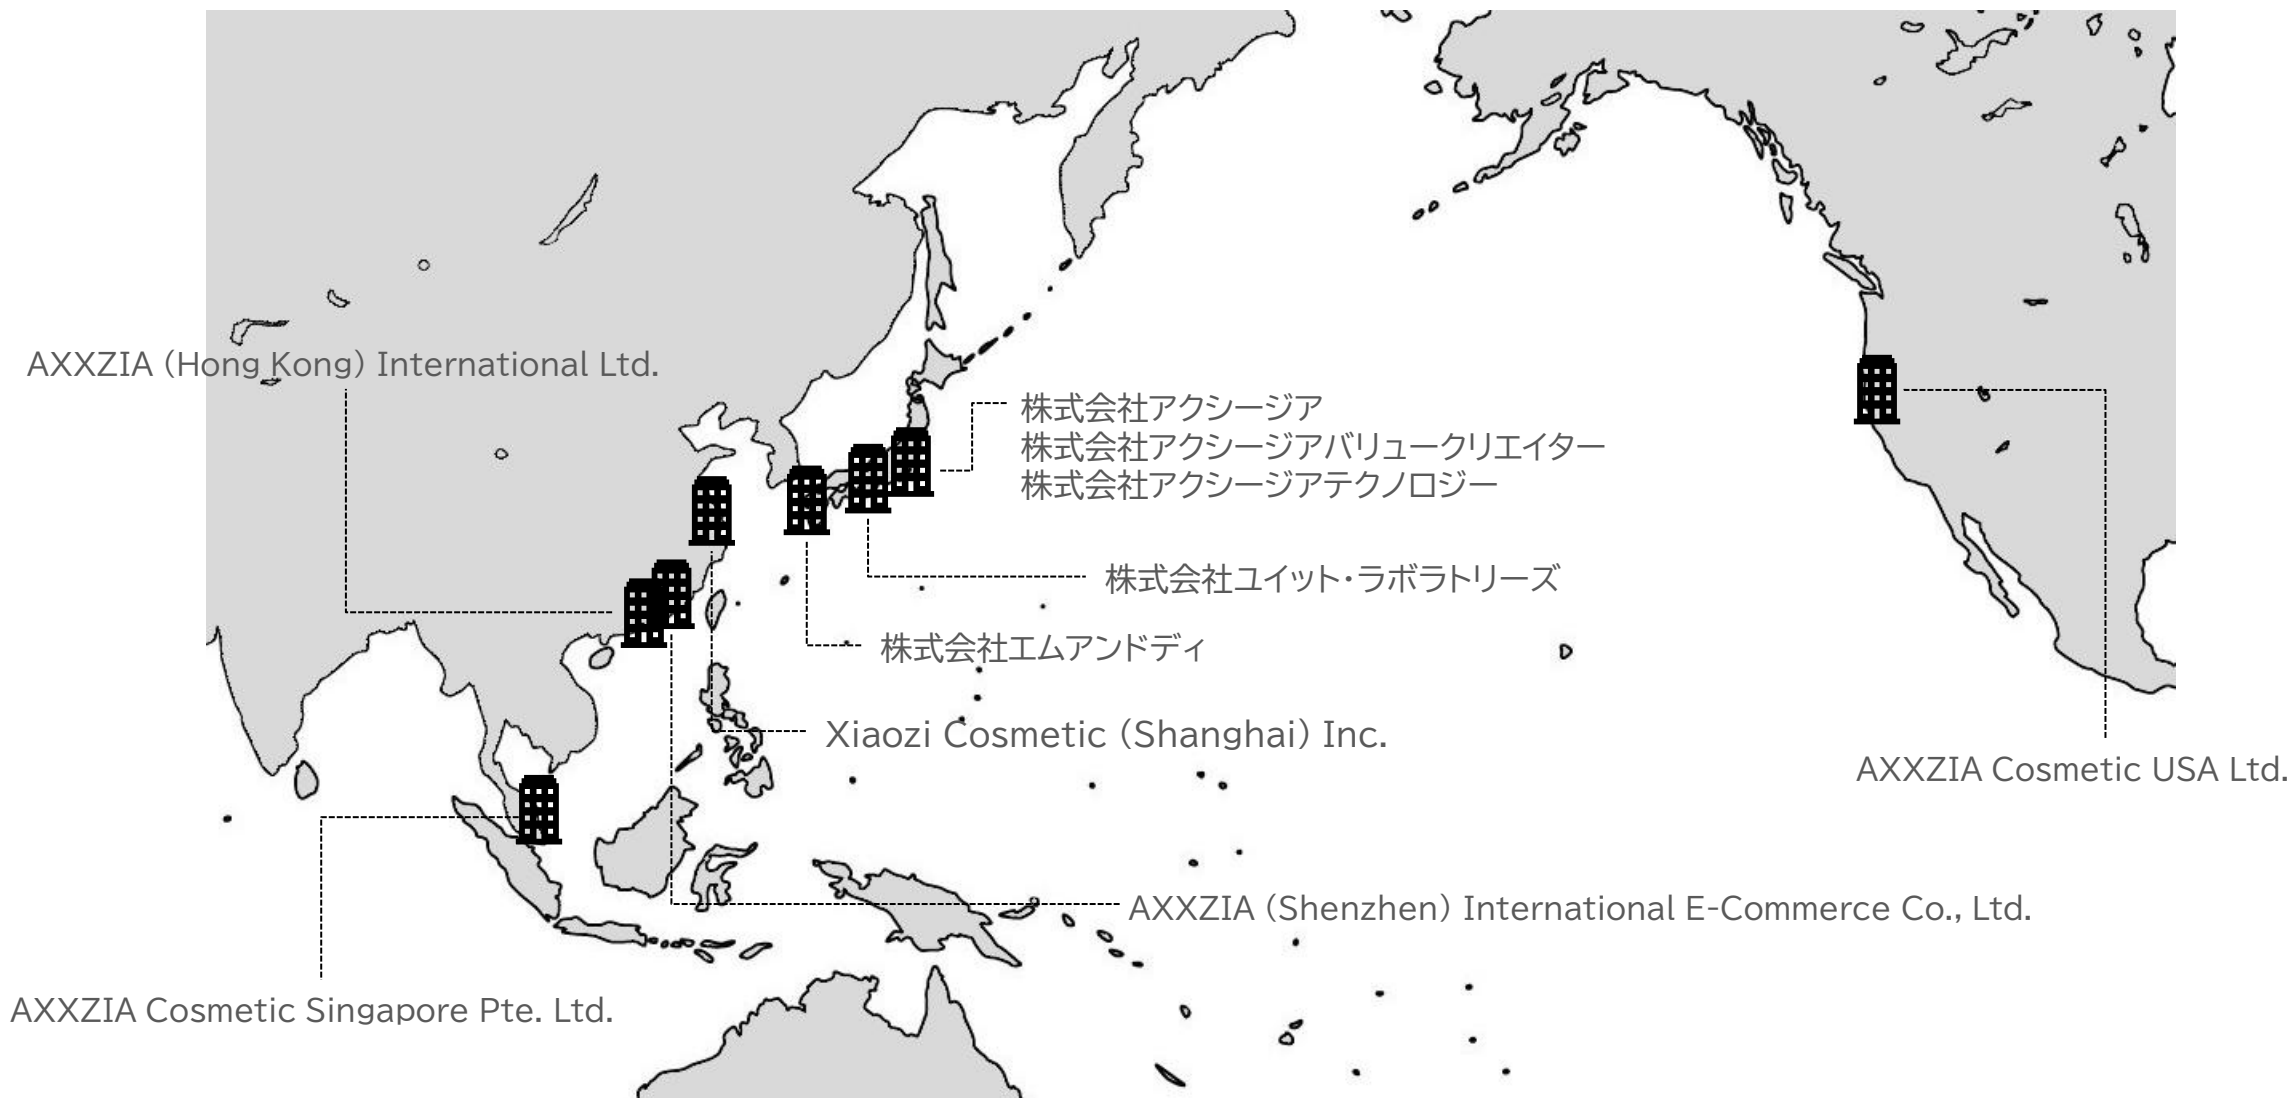 AXXZIA (Hong Kong) International Ltd.
株式会社アクシージア
株式会社アクシージアバリュークリエイター
株式会社アクシージアテクノロジー
株式会社ユイット・ラボラトリーズ
株式会社エムアンドディ
Xiaozi Cosmetic (Shanghai) Inc.
AXXZIA Cosmetic USA Ltd.
AXXZIA (Shenzhen) International E-Commerce Co., Ltd.
AXXZIA Cosmetic Singapore Pte. Ltd.